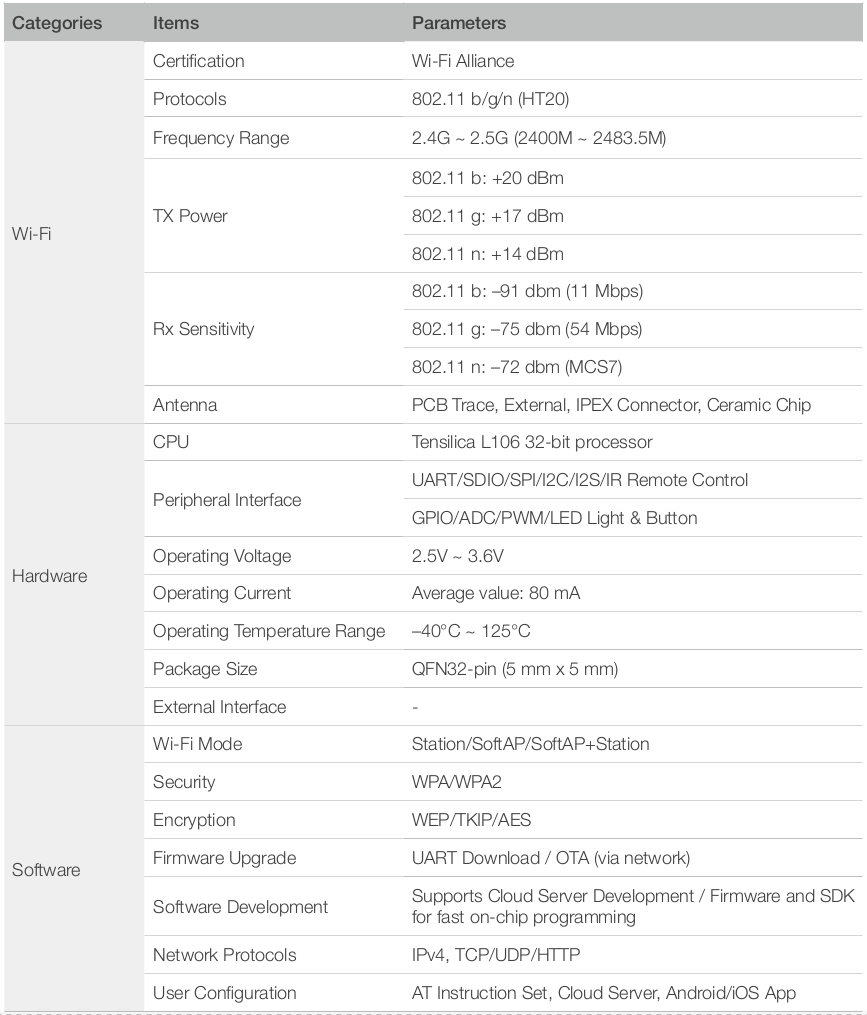 Categories Items Parameters
Wi-Fi
Certification Wi-Fi Alliance
Protocols 802.11 b/g/n (HT20)
Frequency Range 2.4G ~ 2.5G (2400M ~ 2483.5M)
TX Power
802.11 b: +20 dBm
802.11 g: +17 dBm
802.11 n: +14 dBm
Rx Sensitivity
802.11 b: –91 dbm (11 Mbps)
802.11 g: –75 dbm (54 Mbps)
802.11 n: –72 dbm (MCS7)
Antenna PCB Trace, External, IPEX Connector, Ceramic Chip
Hardware
CPU Tensilica L106 32-bit processor
Peripheral Interface
UART/SDIO/SPI/I2C/I2S/IR Remote Control
GPIO/ADC/PWM/LED Light & Button
Operating Voltage 2.5V ~ 3.6V
Operating Current Average value: 80 mA
Operating Temperature Range –40°C ~ 125°C
Package Size QFN32-pin (5 mm x 5 mm)
External Interface -
Software
Wi-Fi Mode Station/SoftAP/SoftAP+Station
Security WPA/WPA2
Encryption WEP/TKIP/AES
Firmware Upgrade UART Download / OTA (via network)
Software Development
Supports Cloud Server Development / Firmware and SDK
for fast on-chip programming
Network Protocols IPv4, TCP/UDP/HTTP
User Configuration AT Instruction Set, Cloud Server, Android/iOS App